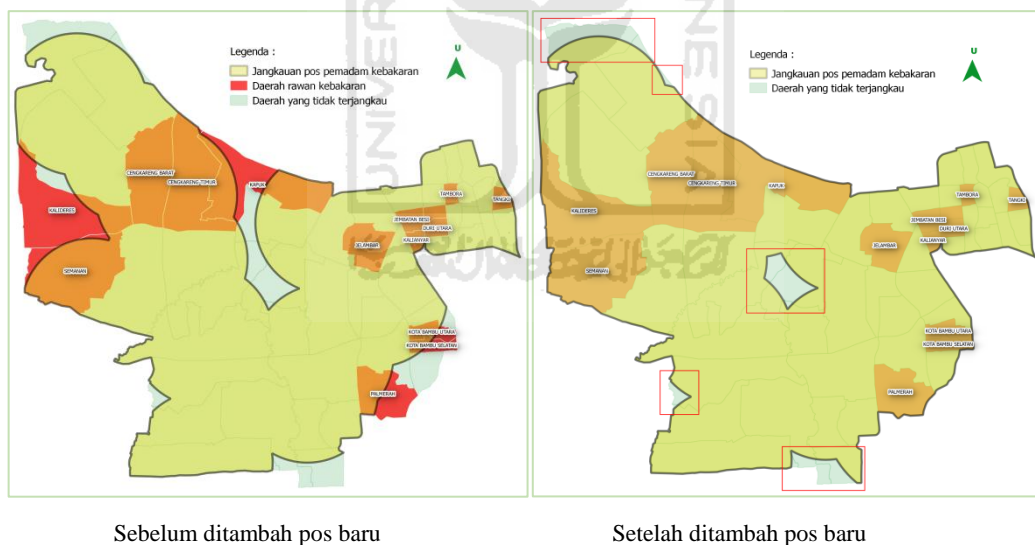 UNIVER
NESIA
Legenda :
Jangkauan pos pemadam kebakaran
Daerah rawan kebakaran
Daerah yang tidak terjangkau
U
CENGKARENG BARAT
CENGKARENG TIMUR
KAPUK
KALIDERES
SEMANAN
TAMBORA
TANGKI
JEMBATAN BESI
DURI UTARA
KALIANYAR
JELAMBAR
KOTA BAMBU UTARA
KOTA BAMBU SELATAN
PALMERAH
Legenda :
Jangkauan pos pemadam kebakaran
Daerah yang tidak terjangkau
U
CENGKARENG BARAT
CENGKARENG TIMUR
KAPUK
KALIDERES
SEMANAN
TAMBORA
TANGKI
JEMBATAN BESI
DURI UTARA
KALIANYAR
JELAMBAR
KOTA BAMBU UTARA
KOTA BAMBU SELATAN
PALMERAH
Sebelum ditambah pos baru
Setelah ditambah pos baru